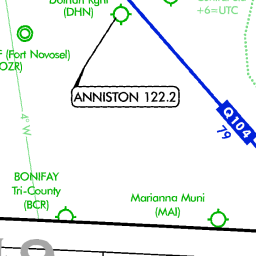 Dothan Rgnl
(DHN)
+6=UTC
F (Fort Novosel)
OZR)
ANNISTON 122.2
4° W
Q104
79
BONIFAY
Tri-County
(BCR)
Marianna Muni
(MAI)